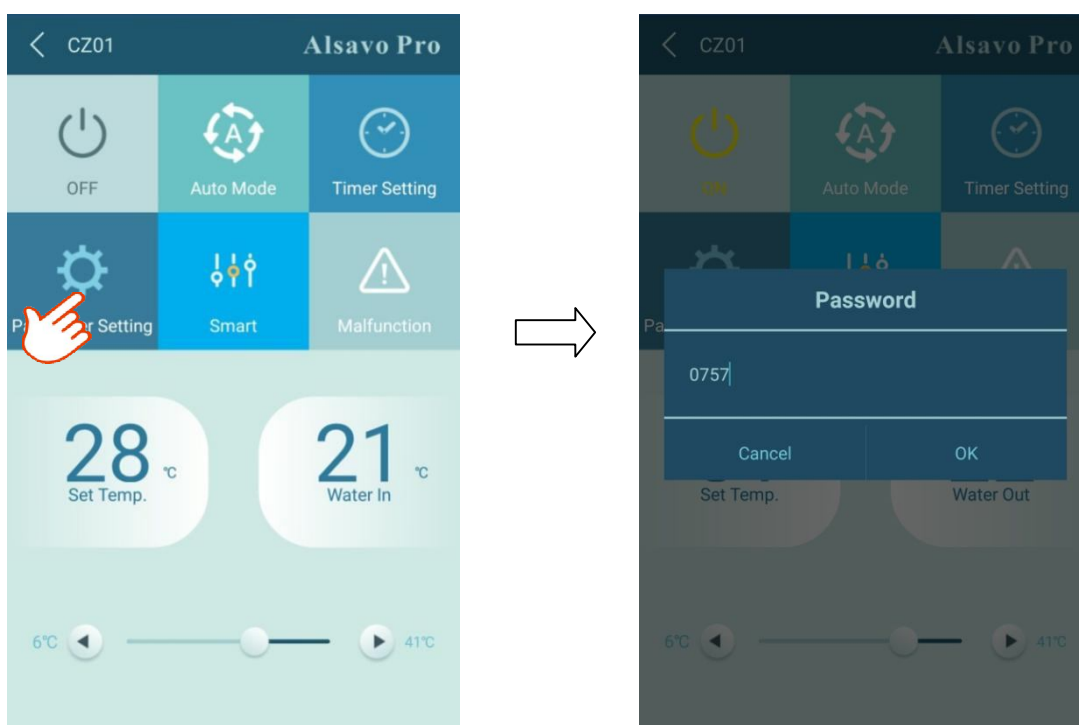 CZ01
Alsavo Pro
OFF
Auto Mode
Timer Setting
Setting
Smart
Malfunction
28 ℃
Set Temp.
21 ℃
Water In
6℃
41℃
CZ01
Alsavo Pro
ON
Auto Mode
Timer Setting
Pa
Password
0757
Cancel
OK
Set Temp.
Water Out
6℃
41℃